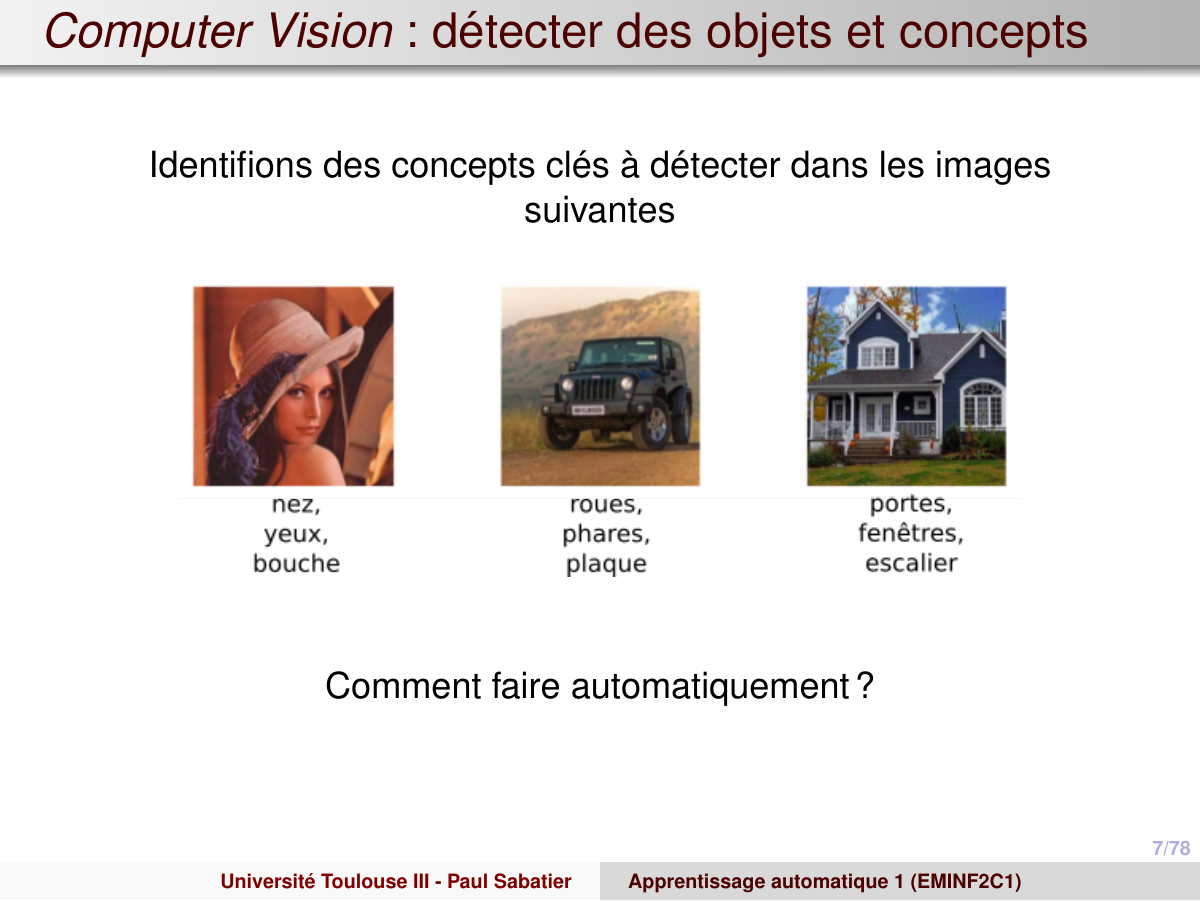 Computer Vision : détecter des objets et concepts
Identifions des concepts clés à détecter dans les images
suivantes
nez,
yeux,
bouche
roues,
phares,
plaque
portes,
fenêtres,
escalier
Comment faire automatiquement ?
7/78
Université Toulouse III - Paul Sabatier
Apprentissage automatique 1 (EMINF2C1)